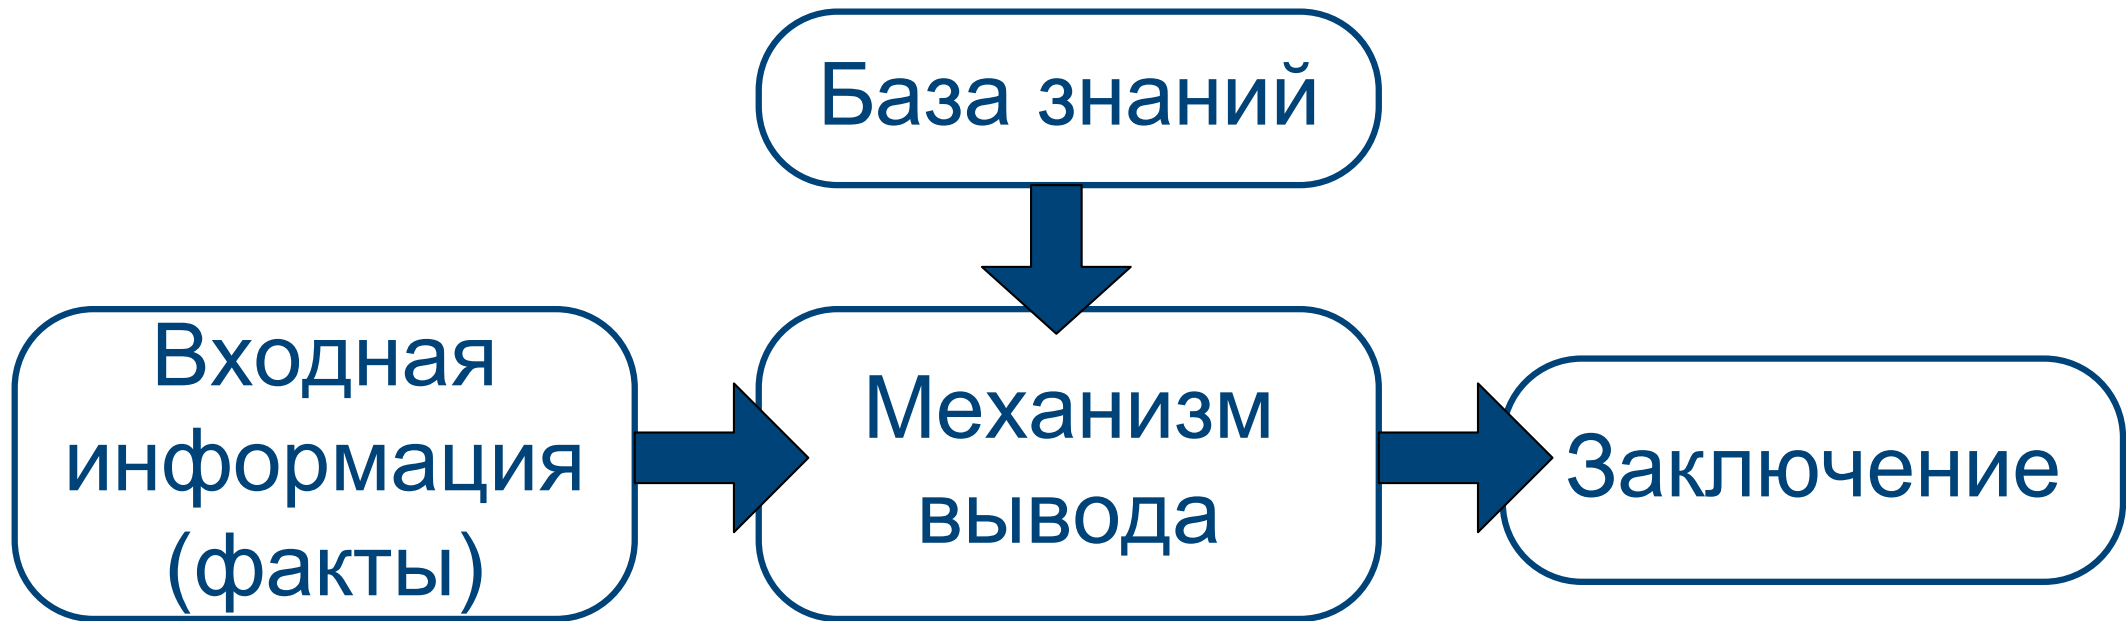 База знаний
Входная
информация
(факты)
Механизм
вывода
Заключение